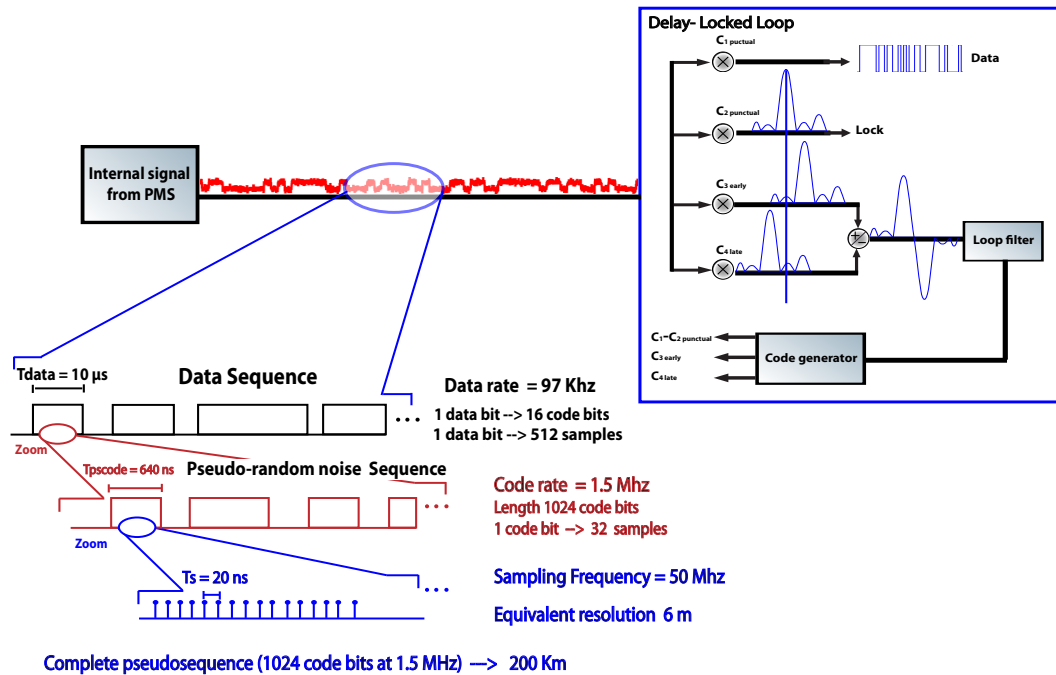 Delay- Locked Loop
C1 puctual
Data
C2 punctual
Lock
Internal signal
from PMS
C3 early
C4 late
+
−
Loop filter
C1-C2 punctual
C3 early
C4 late
Code generator
Tdata = 10 µs
Data Sequence
Data rate = 97 Khz
1 data bit --> 16 code bits
1 data bit --> 512 samples
Zoom
Pseudo-random noise Sequence
Tpscode = 640 ns
Code rate = 1.5 Mhz
Length 1024 code bits
1 code bit --> 32 samples
Zoom
Ts = 20 ns
Sampling Frequency = 50 Mhz
Equivalent resolution 6 m
Complete pseudosequence (1024 code bits at 1.5 MHz) ---> 200 Km